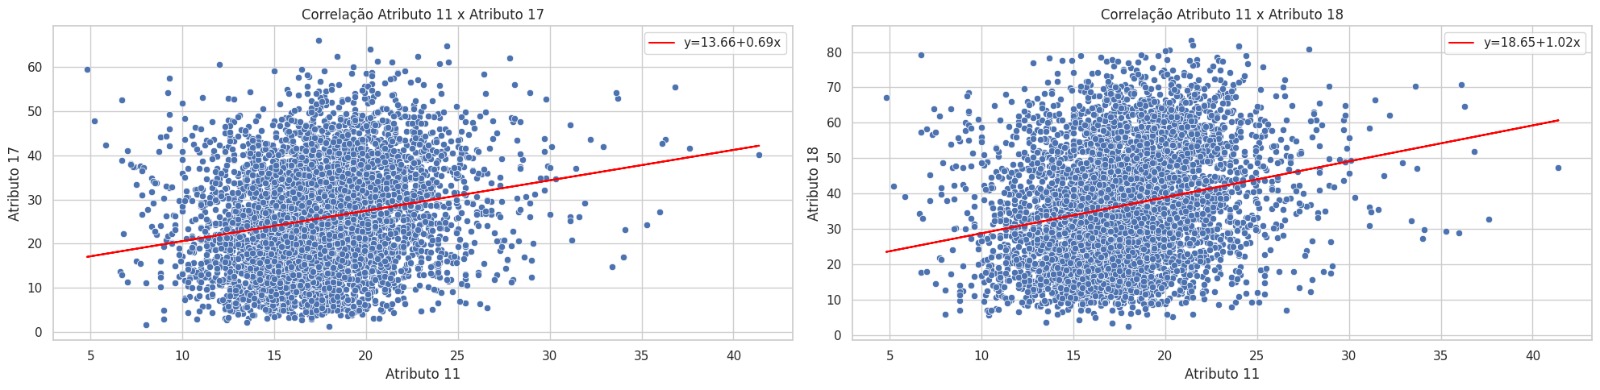 Correlação Atributo 11 x Atributo 17
y=13.66+0.69x
60
50
40
30
20
10
0
Atributo 17
5 10 15 20 25 30 35 40
Atributo 11
Correlação Atributo 11 x Atributo 18
y=18.65+1.02x
80
70
60
50
40
30
20
10
0
Atributo 18
5 10 15 20 25 30 35 40
Atributo 11